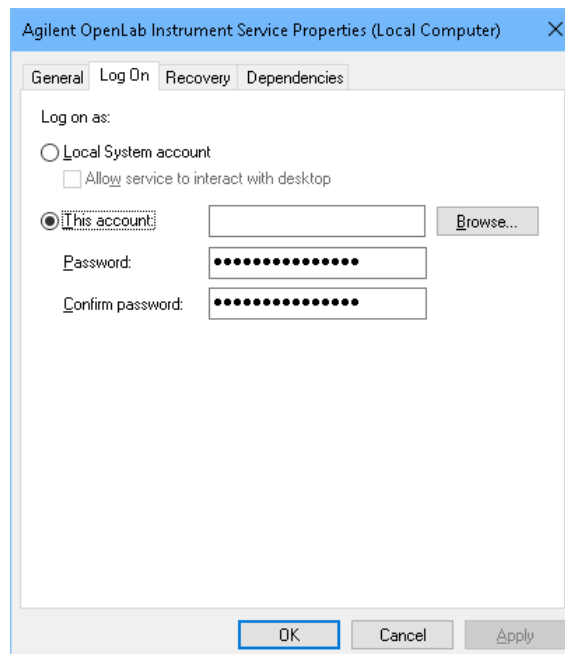 Agilent OpenLab Instrument Service Properties (Local Computer)
General Log On Recovery Dependencies
Log on as:
Local System account
Allow service to interact with desktop
This account: Browse...
Password: •••••••••••••••
Confirm password: •••••••••••••••
OK Cancel Apply